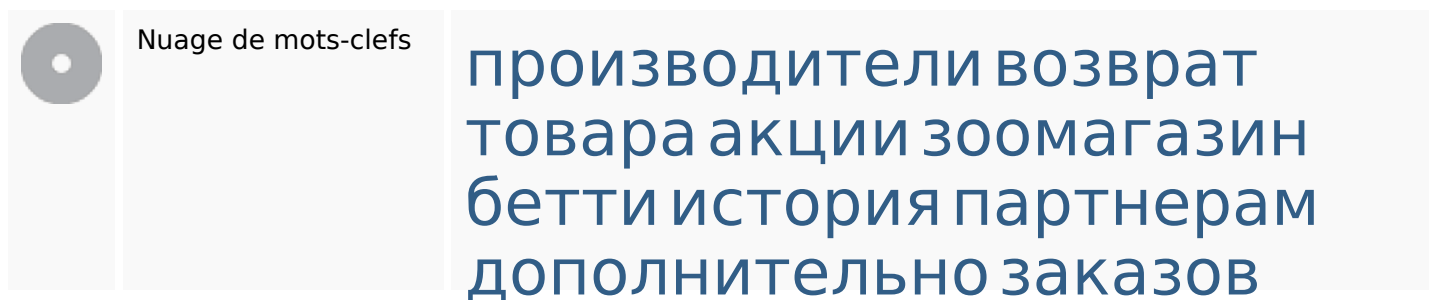 Nuage de mots-clefs
производители возврат
товара акции зоомагазин
бетти история партнерам
дополнительно заказов